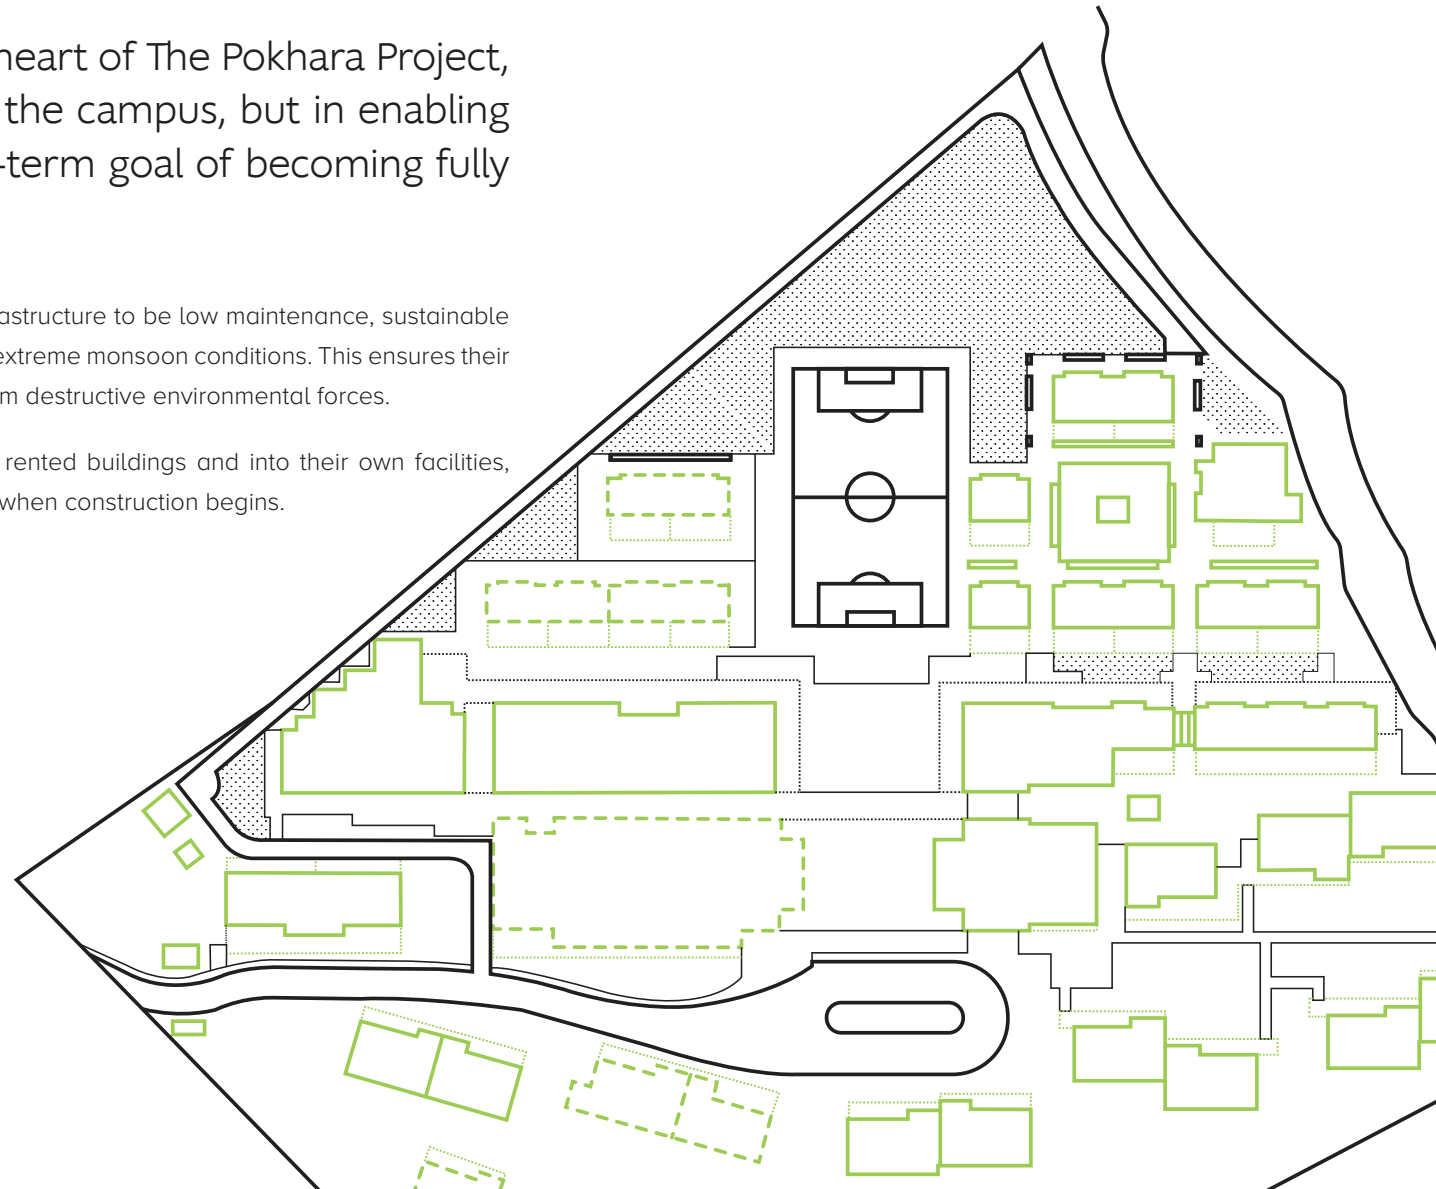 heart of The Pokhara Project,
the campus, but in enabling
-term goal of becoming fully
astructure to be low maintenance, sustainable
extreme monsoon conditions. This ensures their
m destructive environmental forces.
rented buildings and into their own facilities,
when construction begins.